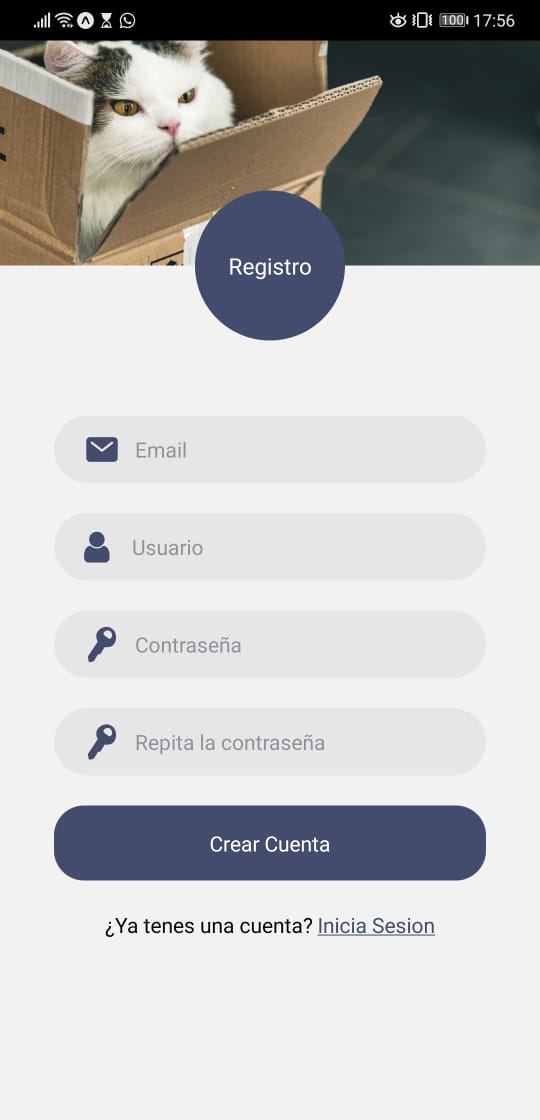 100 17:56
Registro
Email
Usuario
Contraseña
Repita la contraseña
Crear Cuenta
¿Ya tenes una cuenta? Inicia Sesion